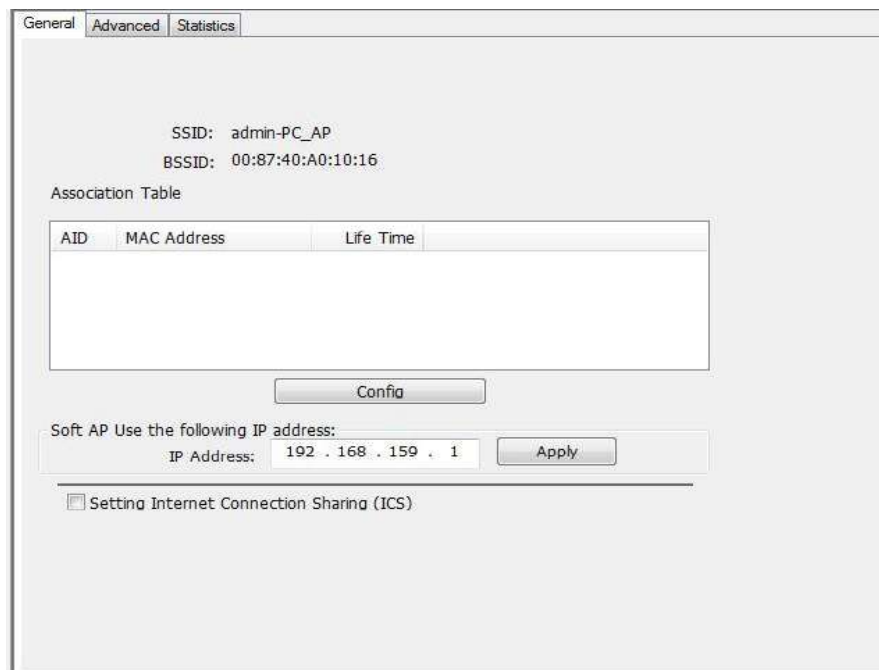 General Advanced Statistics
SSID: admin-PC_AP
BSSID: 00:87:40:A0:10:16
Association Table
AID MAC Address Life Time
Config
Soft AP Use the following IP address:
IP Address: 192 . 168 . 159 . 1 Apply
Setting Internet Connection Sharing (ICS)